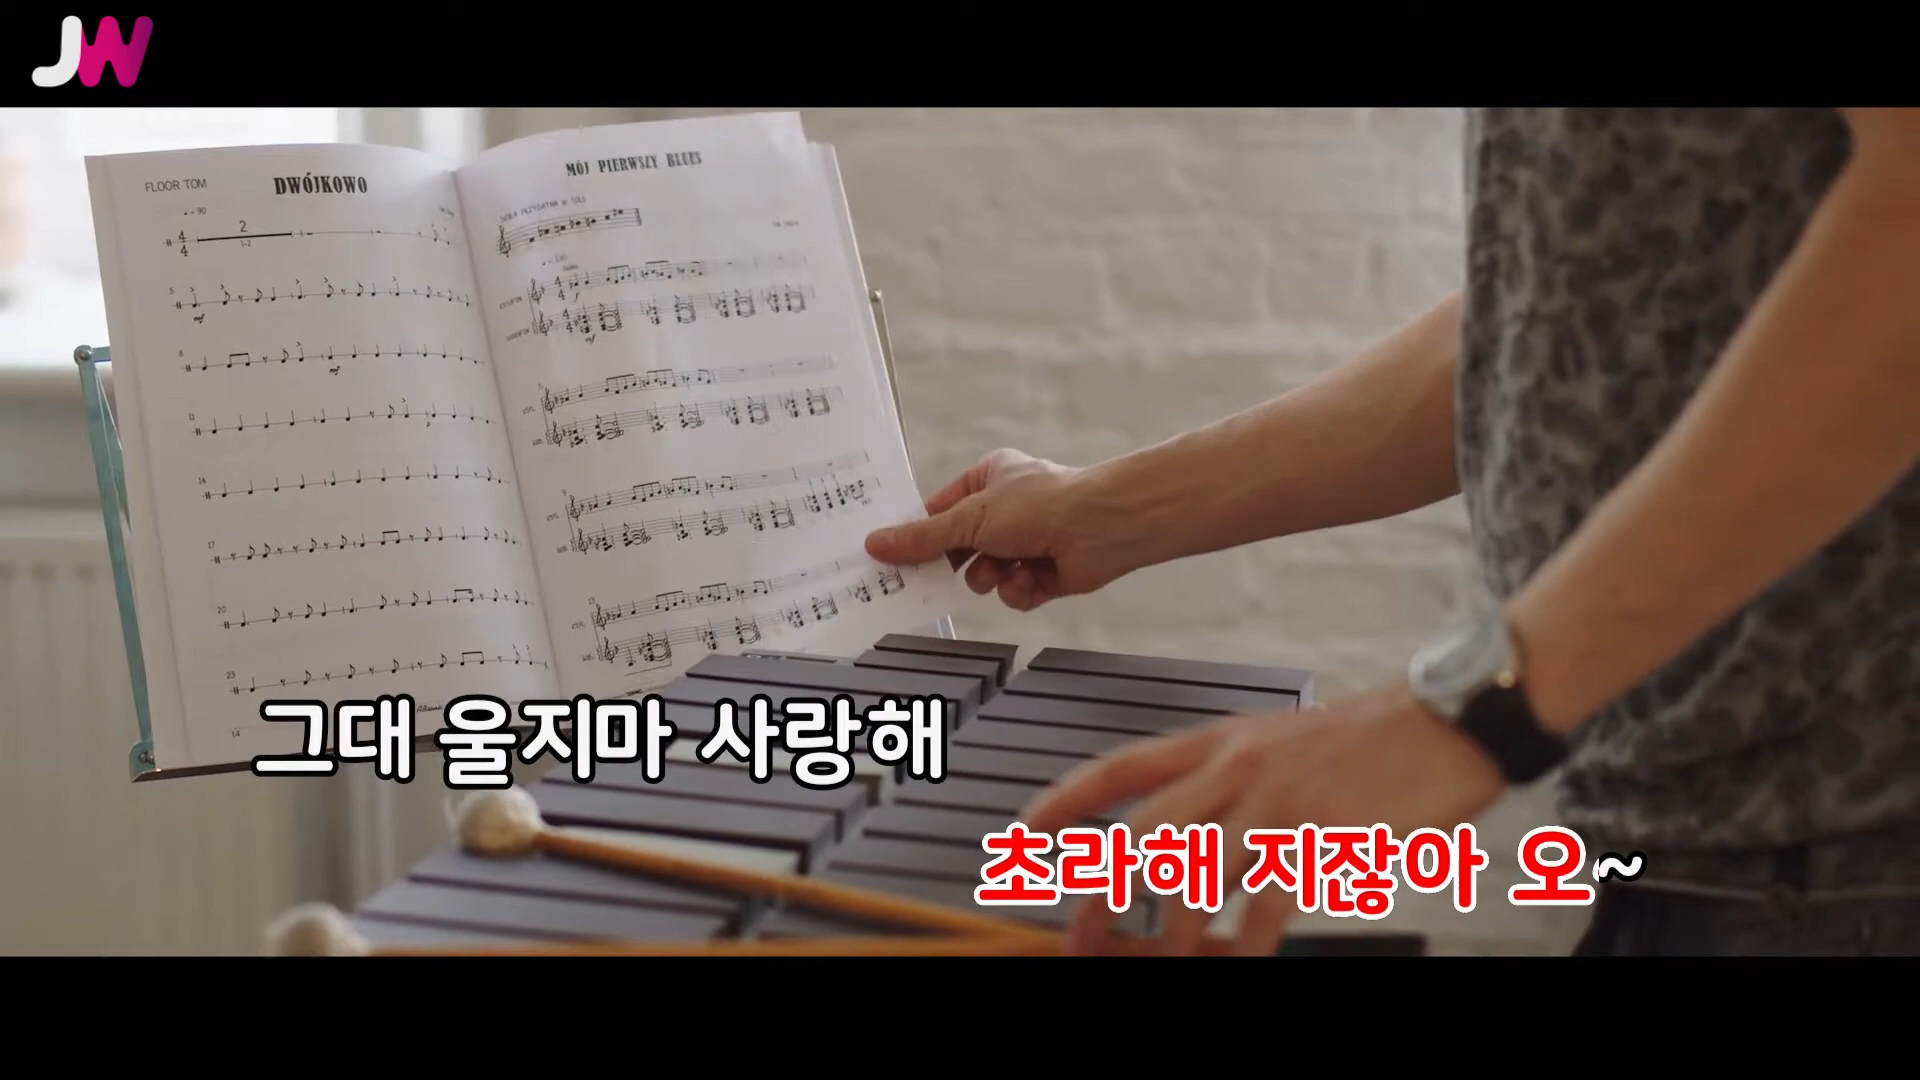 JW
FLOOR TOM
DWÓJKOWO
MÓJ PIERWSZY BLUES
그대 울지마 사랑해
초라해 지잖아 오~